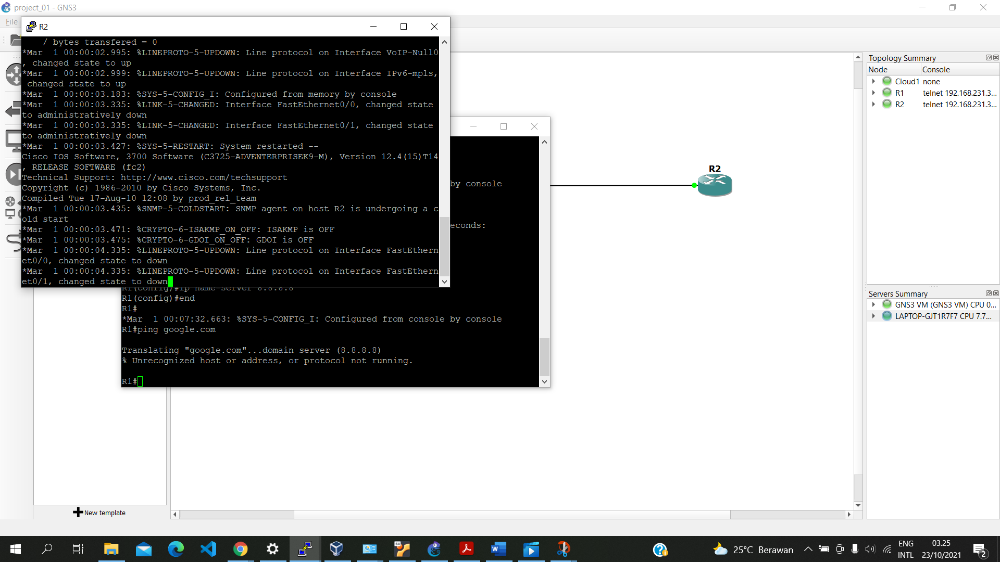 project_01 - GNS3
File
R2
/ bytes transfered = 0
*Mar  1 00:00:02.995: %LINEPROTO-5-UPDOWN: Line protocol on Interface VoIP-Null0
, changed state to up
*Mar  1 00:00:02.999: %LINEPROTO-5-UPDOWN: Line protocol on Interface IPv6-mpls,
changed state to up
*Mar  1 00:00:03.183: %SYS-5-CONFIG_I: Configured from memory by console
*Mar  1 00:00:03.335: %LINK-5-CHANGED: Interface FastEthernet0/0, changed state
to administratively down
*Mar  1 00:00:03.335: %LINK-5-CHANGED: Interface FastEthernet0/1, changed state
to administratively down
*Mar  1 00:00:03.427: %SYS-5-RESTART: System restarted --
Cisco IOS Software, 3700 Software (C3725-ADVENTERPRISEK9-M), Version 12.4(15)T14
, RELEASE SOFTWARE (fc2)
Technical Support: http://www.cisco.com/techsupport
Copyright (c) 1986-2010 by Cisco Systems, Inc.
Compiled Tue 17-Aug-10 12:08 by prod_rel_team
*Mar  1 00:00:03.435: %SNMP-5-COLDSTART: SNMP agent on host R2 is undergoing a c
old start
*Mar  1 00:00:03.471: %CRYPTO-6-ISAKMP_ON_OFF: ISAKMP is OFF
*Mar  1 00:00:03.475: %CRYPTO-6-GDOI_ON_OFF: GDOI is OFF
*Mar  1 00:00:04.335: %LINEPROTO-5-UPDOWN: Line protocol on Interface FastEthern
et0/0, changed state to down
*Mar  1 00:00:04.335: %LINEPROTO-5-UPDOWN: Line protocol on Interface FastEthern
et0/1, changed state to down
by console
econds:
R1(config)#ip name-server 8.8.8.8
R1(config)#end
R1#
*Mar  1 00:07:32.663: %SYS-5-CONFIG_I: Configured from console by console
R1#ping google.com
Translating "google.com"...domain server (8.8.8.8)
% Unrecognized host or address, or protocol not running.
R1#
R2
New template
Topology Summary
Node Console
Cloud1 none
R1 telnet 192.168.231.3...
R2 telnet 192.168.231.3...
Servers Summary
GNS3 VM (GNS3 VM) CPU 0...
LAPTOP-GJT1R7F7 CPU 7.7...
64
25°C Berawan
ENG
INTL
03.25
23/10/2021
2